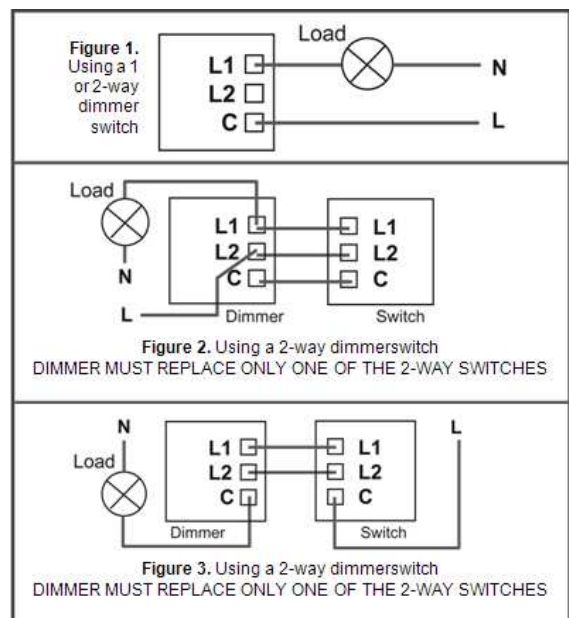 Figure 1.
Using a 1
or 2-way
dimmer
switch
Load
L1
N
L2
C
L
Load
L1
L1
L2
L2
N
C
C
L
Dimmer
Switch
Figure 2. Using a 2-way dimmerswitch
DIMMER MUST REPLACE ONLY ONE OF THE 2-WAY SWITCHES
N
L
L1
L1
Load
L2
L2
C
C
Dimmer
Switch
Figure 3. Using a 2-way dimmerswitch
DIMMER MUST REPLACE ONLY ONE OF THE 2-WAY SWITCHES